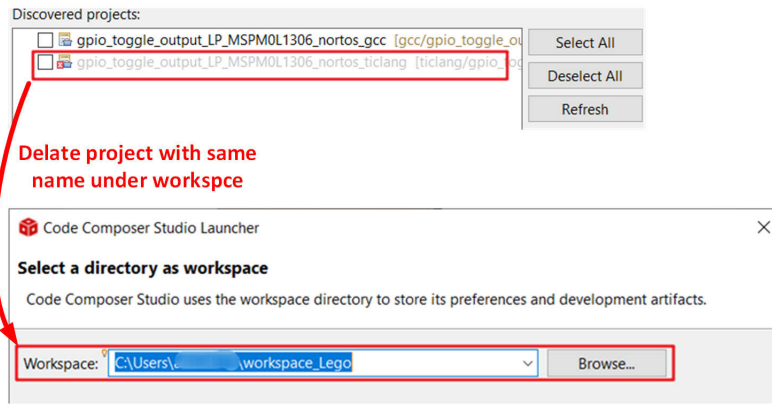 Discovered projects:
gpio_toggle_output_LP_MSPM0L1306_nortos_gcc [gcc/gpio_toggle_ou
Select All
gpio_toggle_output_LP_MSPM0L1306_nortos_ticlang [ticlang/gpio_tog
Deselect All
Refresh
Delate project with same
name under workspce
Code Composer Studio Launcher
Select a directory as workspace
Code Composer Studio uses the workspace directory to store its preferences and development artifacts.
Workspace: C:\Users\ \workspace_Lego
Browse...